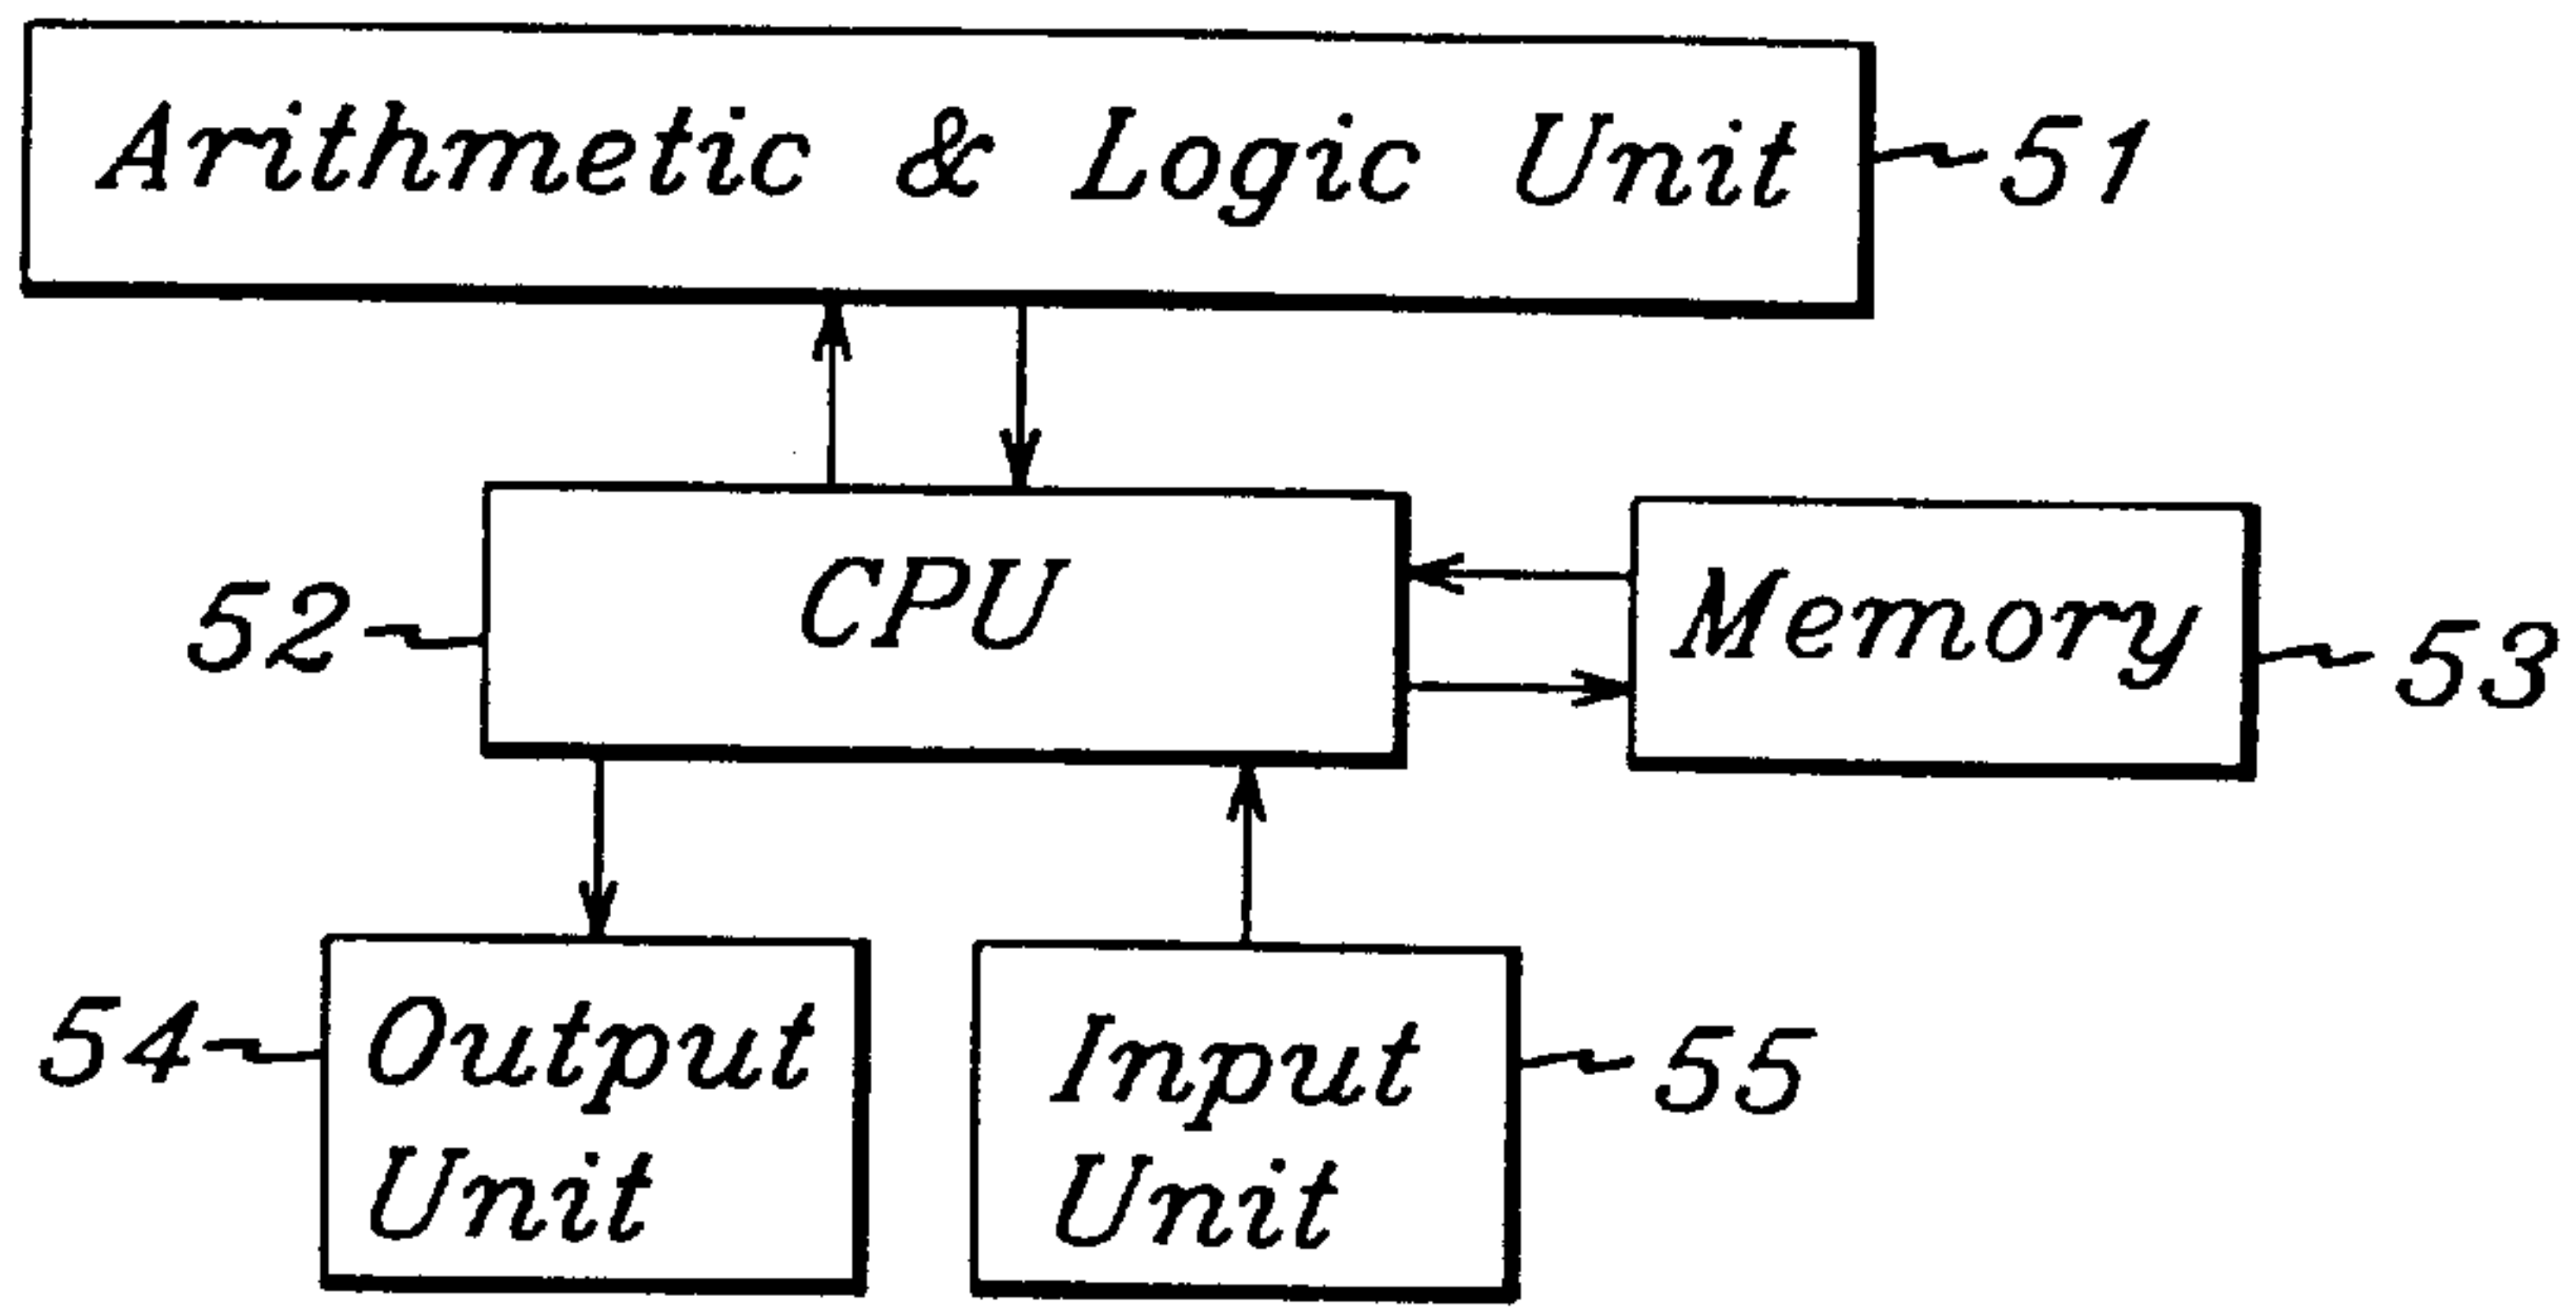 Arithmetic & Logic Unit
51
CPU
52
Memory
53
54
Output
Unit
Input
Unit
55